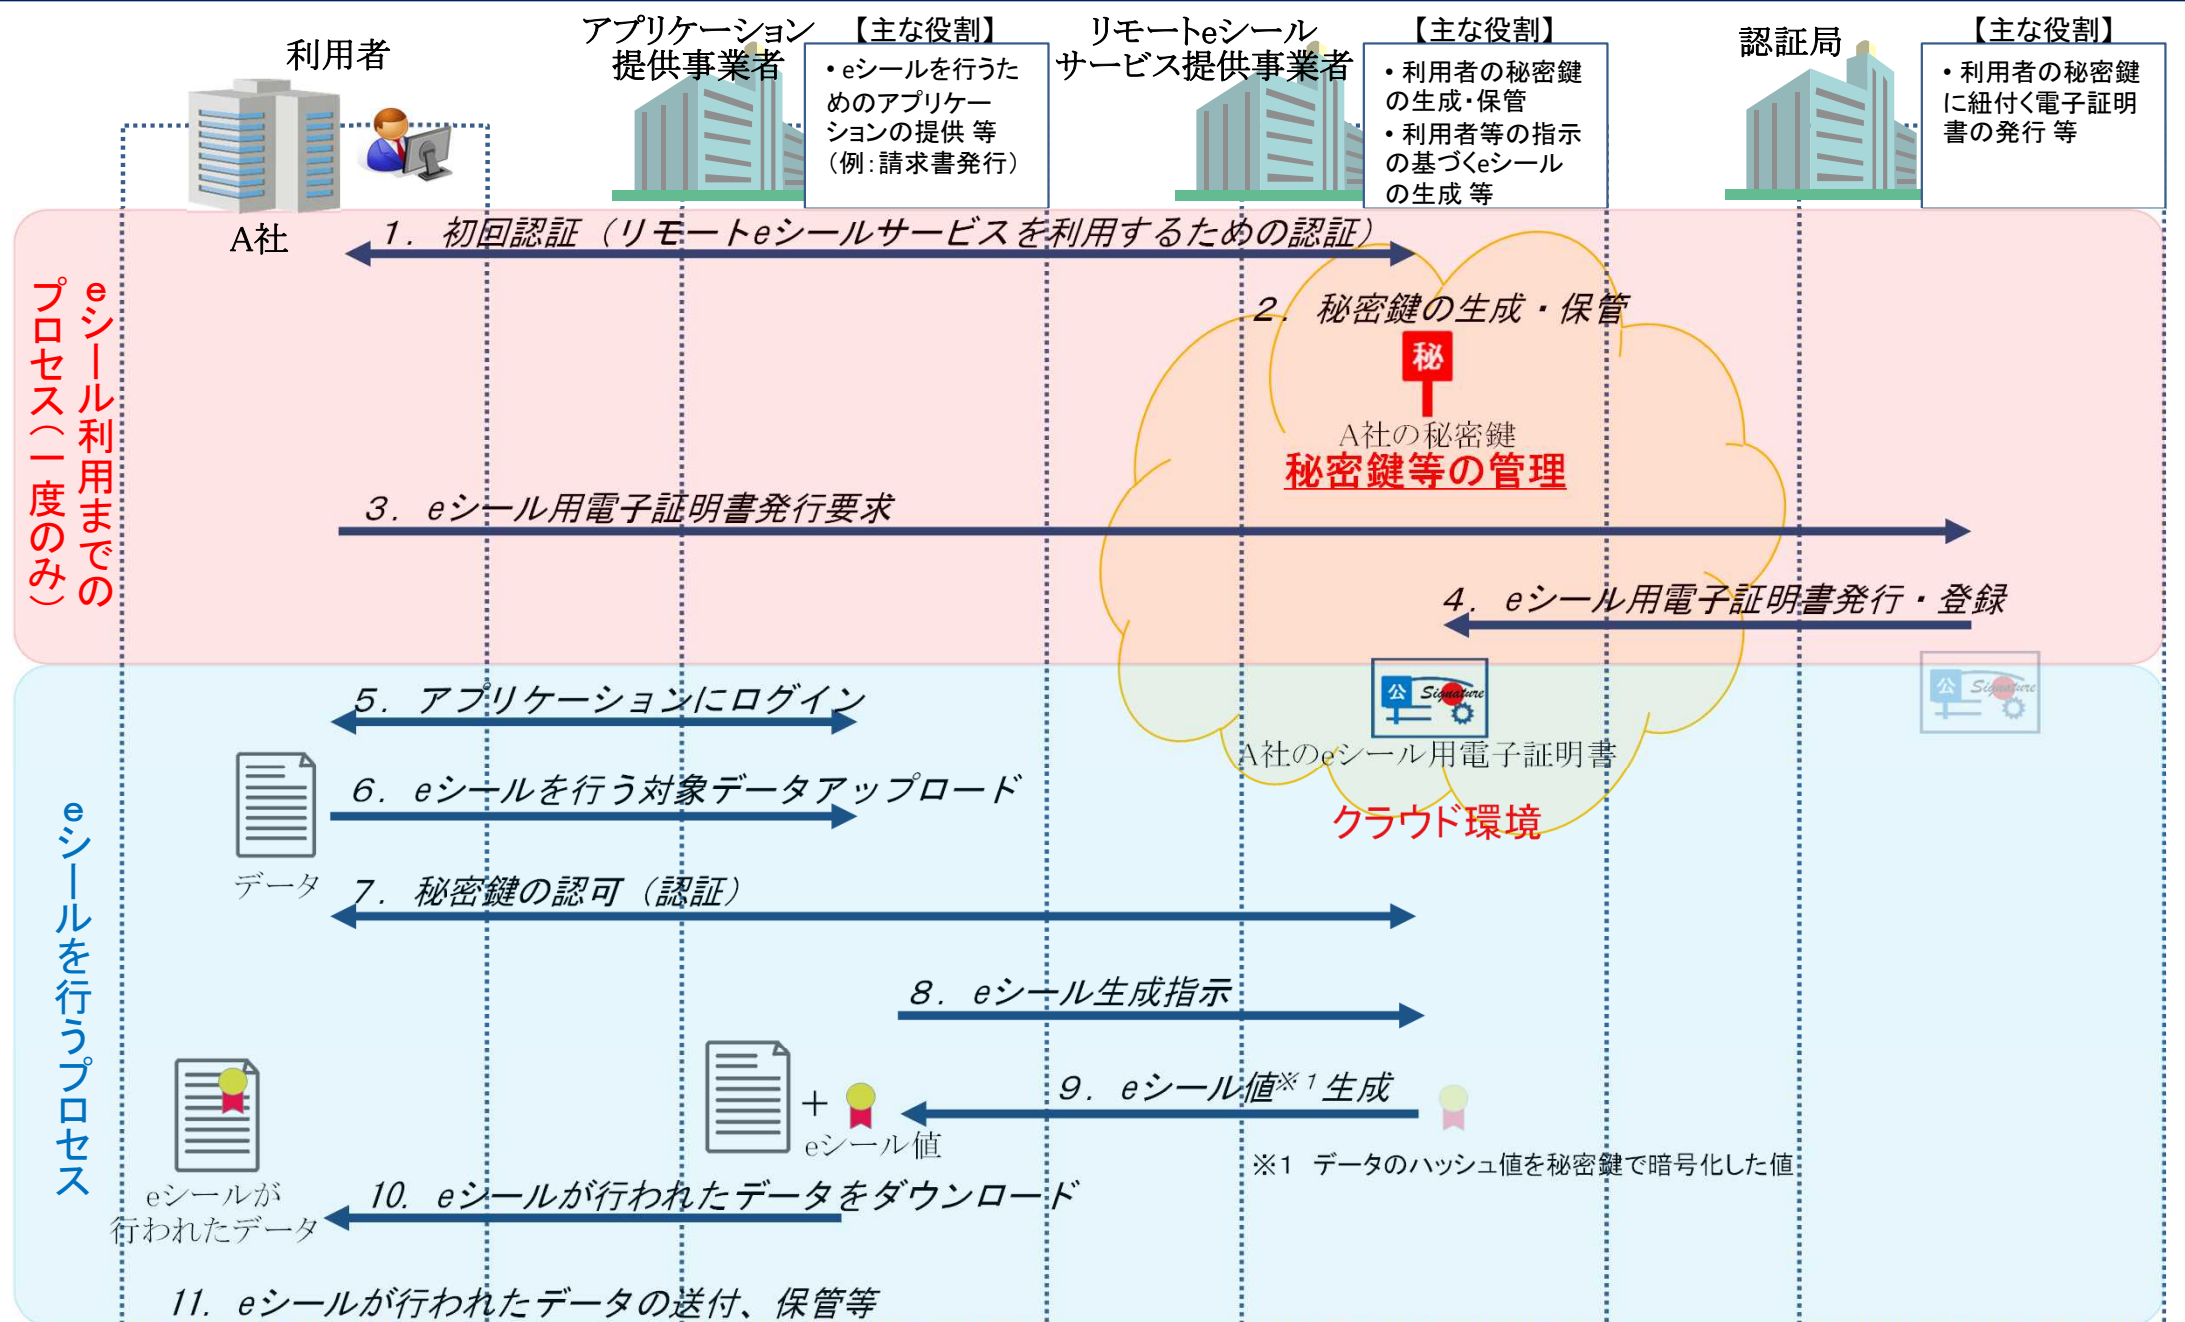 利用者
アプリケーション
提供事業者
【主な役割】
・eシールを行うた
めのアプリケー
ションの提供 等
（例：請求書発行）
リモートeシール
サービス提供事業者
【主な役割】
・利用者の秘密鍵
の生成・保管
・利用者等の指示
の基づくeシール
の生成 等
認証局
【主な役割】
・利用者の秘密鍵
に紐付く電子証明
書の発行 等
A社
eシール利用までの
プロセス（一度のみ）
1. 初回認証（リモートeシールサービスを利用するための認証）
2. 秘密鍵の生成・保管
秘
A社の秘密鍵
秘密鍵等の管理
3. eシール用電子証明書発行要求
4. eシール用電子証明書発行・登録
公 Signature
公 Signature
A社のeシール用電子証明書
クラウド環境
eシールを行うプロセス
5. アプリケーションにログイン
6. eシールを行う対象データアップロード
データ
7. 秘密鍵の認可（認証）
8. eシール生成指示
9. eシール値※1生成
+
eシール値
※1 データのハッシュ値を秘密鍵で暗号化した値
10. eシールが行われたデータをダウンロード
eシールが
行われたデータ
11. eシールが行われたデータの送付、保管等